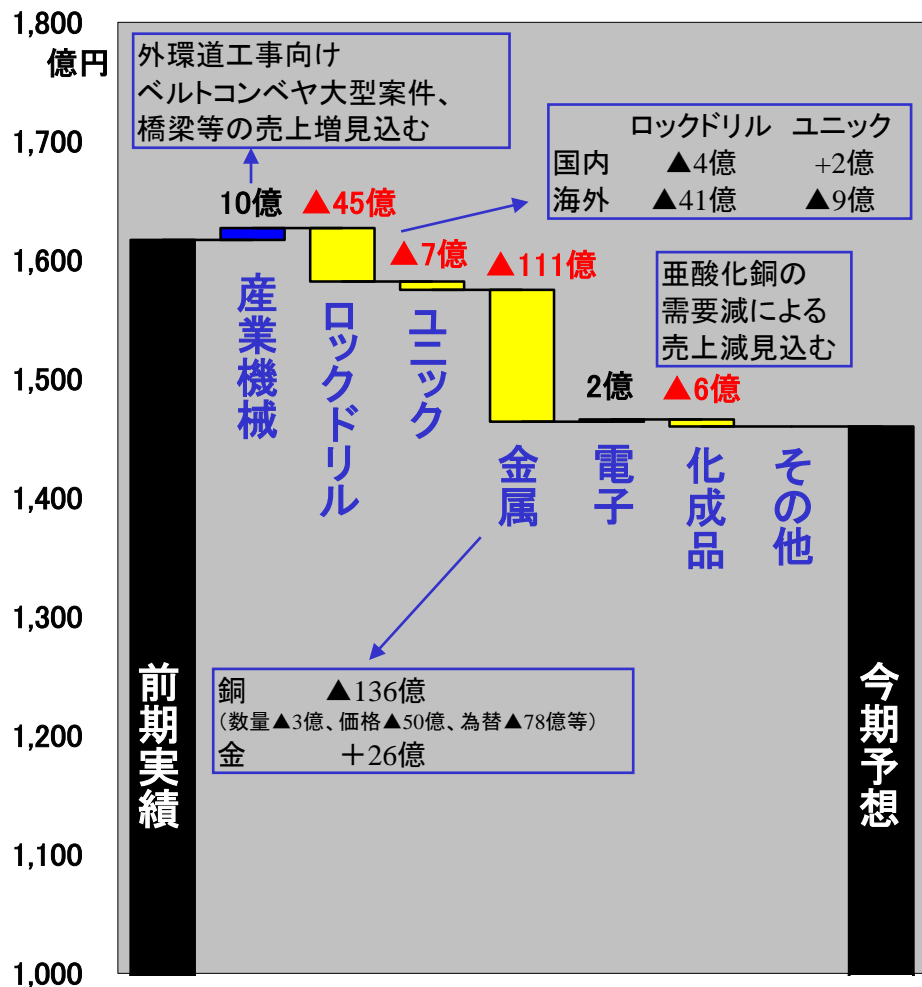 1,800
億円
1,700
1,600
1,500
1,400
1,300
1,200
1,100
1,000
外環道工事向け
ベルトコンベヤ大型案件、
橋梁等の売上増見込む
ロックドリル ユニック
国内 ▲4億 +2億
海外 ▲41億 ▲9億
10億
▲45億
▲7億
▲111億
亜酸化銅の
需要減による
売上減見込む
2億
▲6億
産業機械
ロックドリル
ユニック
金属
電子
化成品
その他
銅 ▲136億
（数量▲3億、価格▲50億、為替▲78億等）
金 ＋26億
前期実績
今期予想